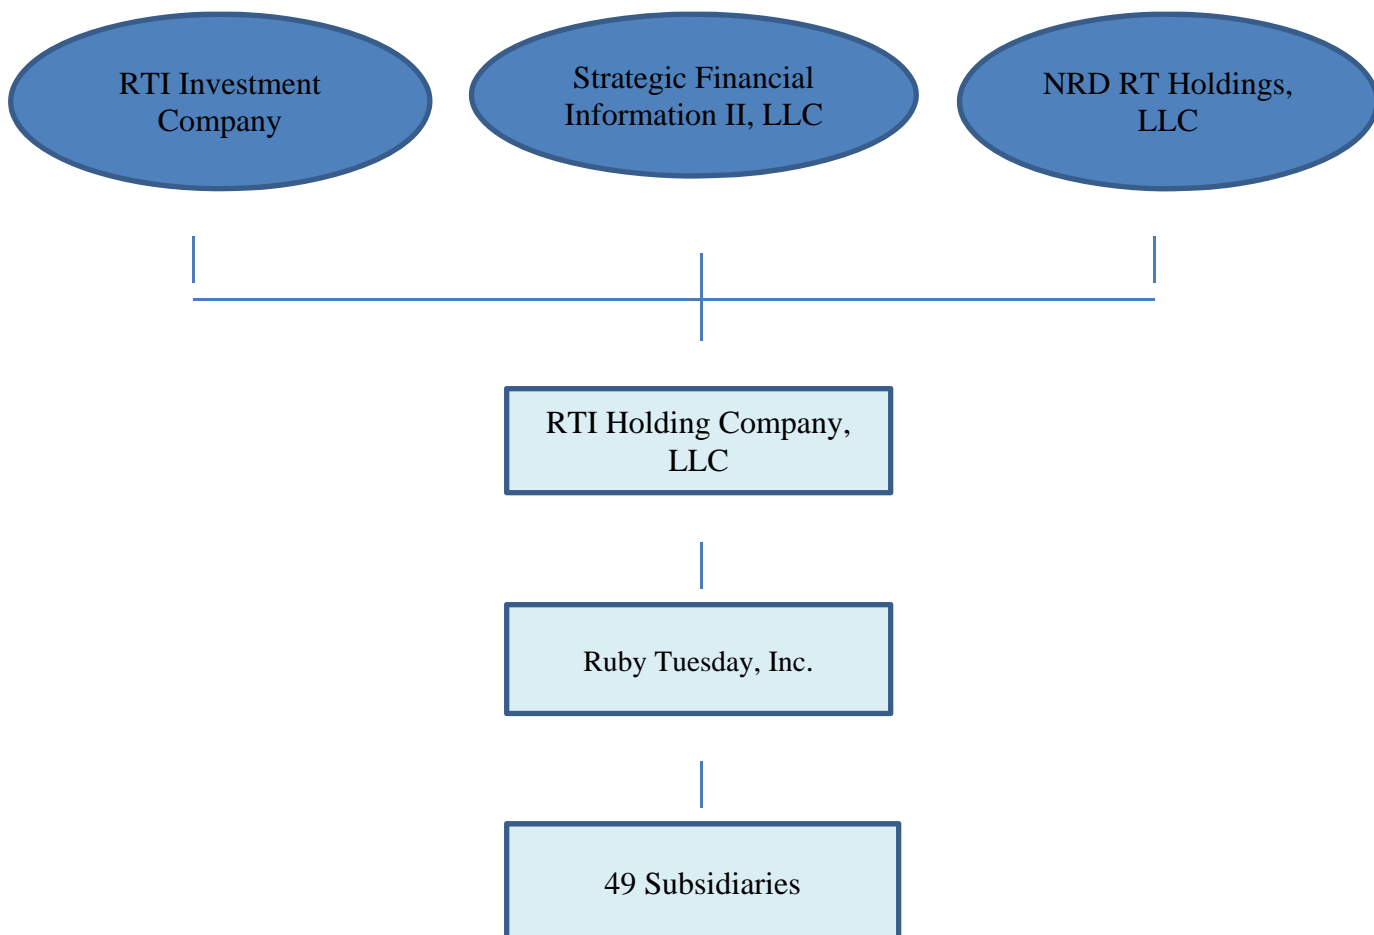 RTI Investment
Company
Strategic Financial
Information II, LLC
NRD RT Holdings,
LLC
RTI Holding Company,
LLC
Ruby Tuesday, Inc.
49 Subsidiaries